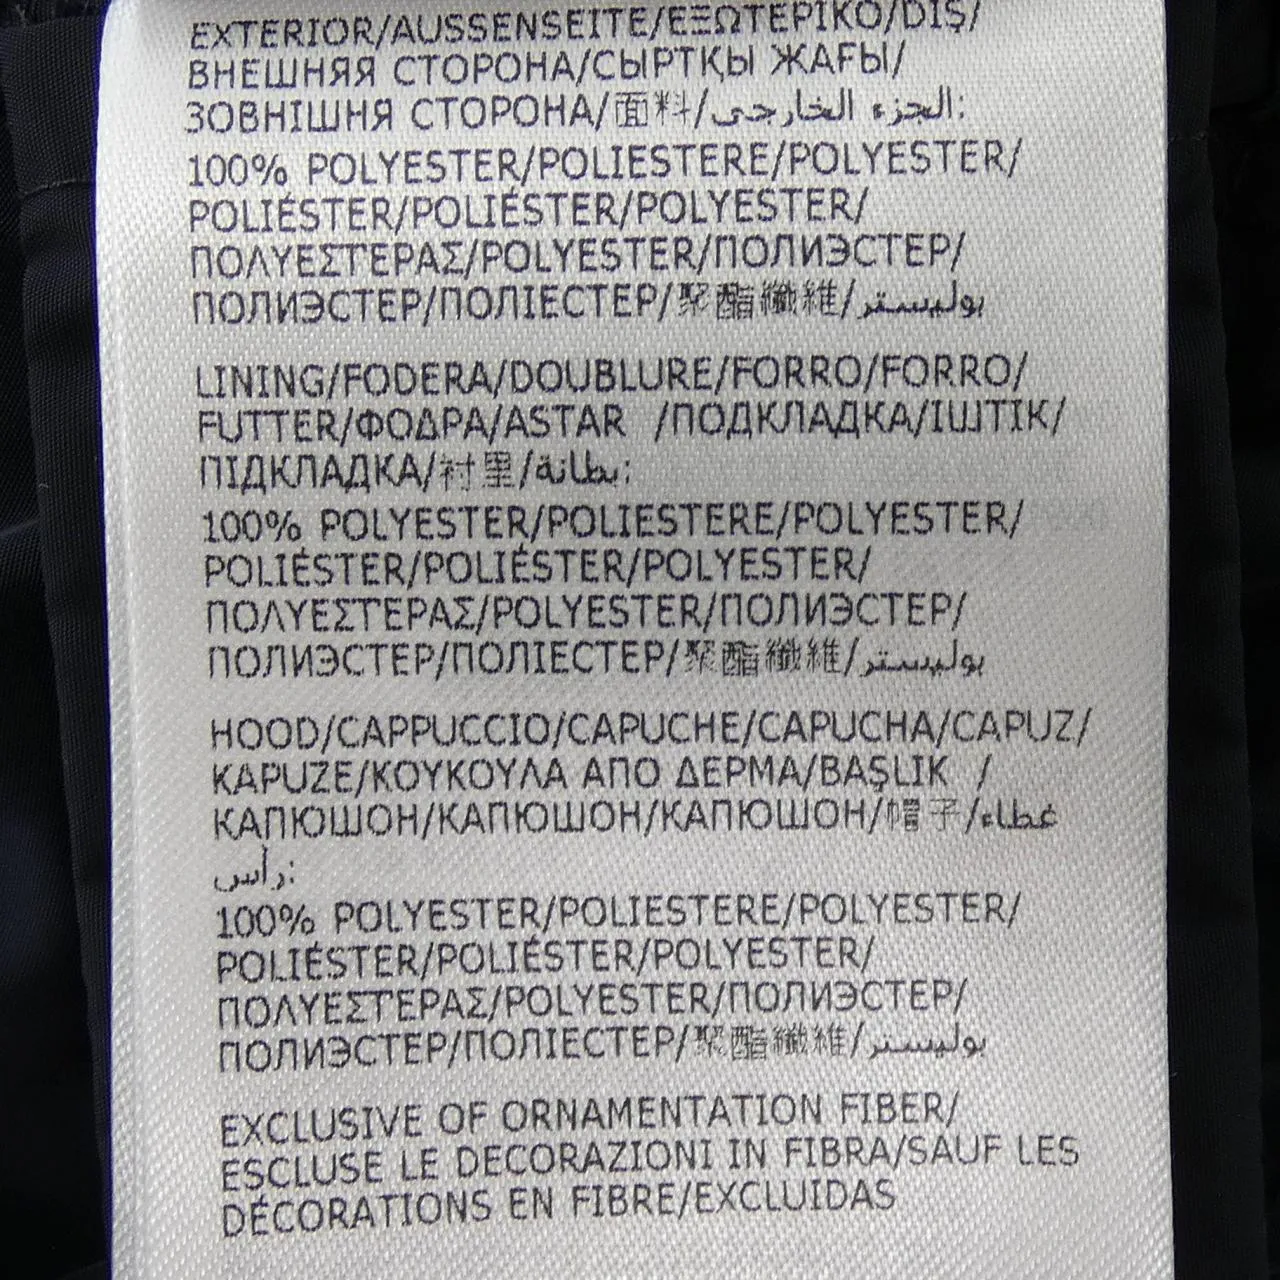 EXTERIOR/AUSSENSEITE/ΕΞΩΤΕΡΙΚΟ/DIŞ/
ВНЕШНЯЯ СТОРОНА/СЫРТҚЫ ЖАҒЫ/
ЗОВНІШНЯ СТОРОНА/面料/الجزء الخارجي:
100% POLYESTER/POLIESTERE/POLYESTER/
POLIÉSTER/POLIÉSTER/POLYESTER/
ΠΟΛΥΕΣΤΕΡΑΣ/POLYESTER/ПОЛИЭСТЕР/
ПОЛИЭСТЕР/ПОЛІЕСТЕР/聚酯纖維/بوليستر
LINING/FODERA/DOUBLURE/FORRO/FORRO/
FUTTER/ΦΟΔΡΑ/ASTAR /ПОДКЛАДКА/ІШТІК/
ПІДКЛАДКА/衬里/بطانة:
100% POLYESTER/POLIESTERE/POLYESTER/
POLIÉSTER/POLIÉSTER/POLYESTER/
ΠΟΛΥΕΣΤΕΡΑΣ/POLYESTER/ПОЛИЭСТЕР/
ПОЛИЭСТЕР/ПОЛІЕСТЕР/聚酯纖維/بوليستر
HOOD/CAPPUCCIO/CAPUCHE/CAPUCHA/CAPUZ/
KAPUZE/ΚΟΥΚΟΥΛΑ ΑΠΟ ΔΕΡΜΑ/BAŞLIK /
КАПЮШОН/КАПЮШОН/КАПЮШОН/帽子/غطاء
رأس:
100% POLYESTER/POLIESTERE/POLYESTER/
POLIÉSTER/POLIÉSTER/POLYESTER/
ΠΟΛΥΕΣΤΕΡΑΣ/POLYESTER/ПОЛИЭСТЕР/
ПОЛИЭСТЕР/ПОЛІЕСТЕР/聚酯纖維/بوليستر
EXCLUSIVE OF ORNAMENTATION FIBER/
ESCLUSE LE DECORAZIONI IN FIBRA/SAUF LES
DÉCORATIONS EN FIBRE/EXCLUIDAS